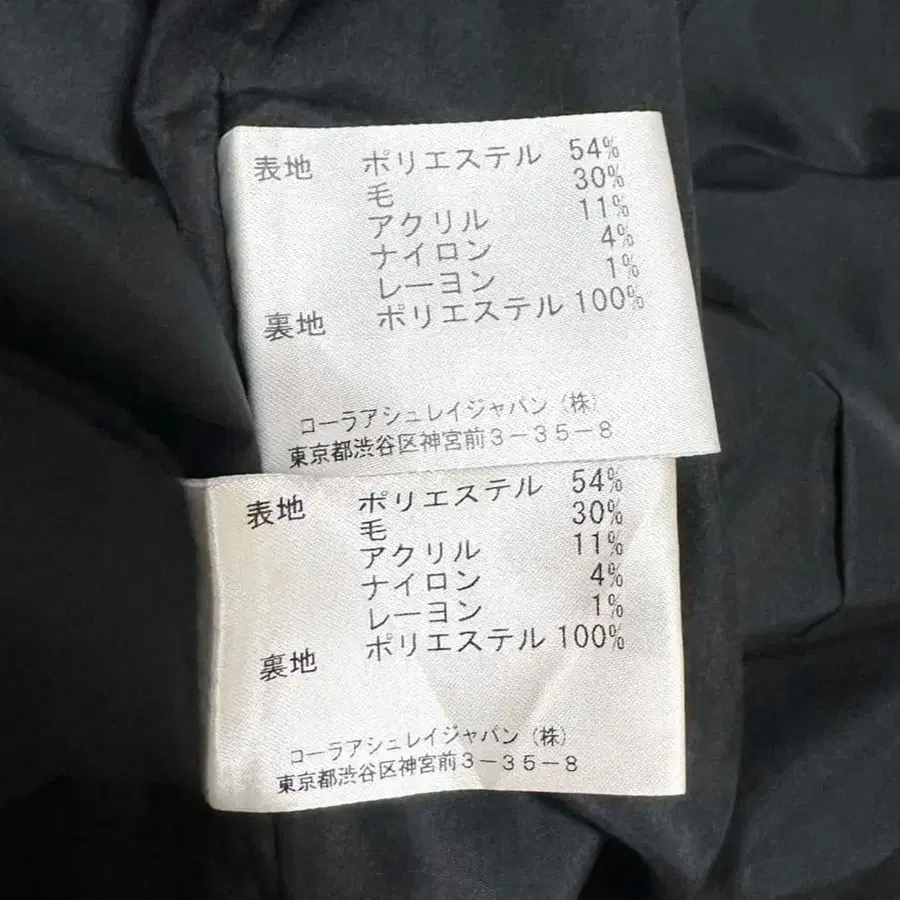 表地 ポリエステル 54%
毛 30%
アクリル 11%
ナイロン 4%
レーヨン 1%
裏地 ポリエステル 100%
ローラアシュレイジャパン(株)
東京都渋谷区神宮前3-35-8
表地 ポリエステル 54%
毛 30%
アクリル 11%
ナイロン 4%
レーヨン 1%
裏地 ポリエステル 100%
ローラアシュレイジャパン(株)
東京都渋谷区神宮前3-35-8